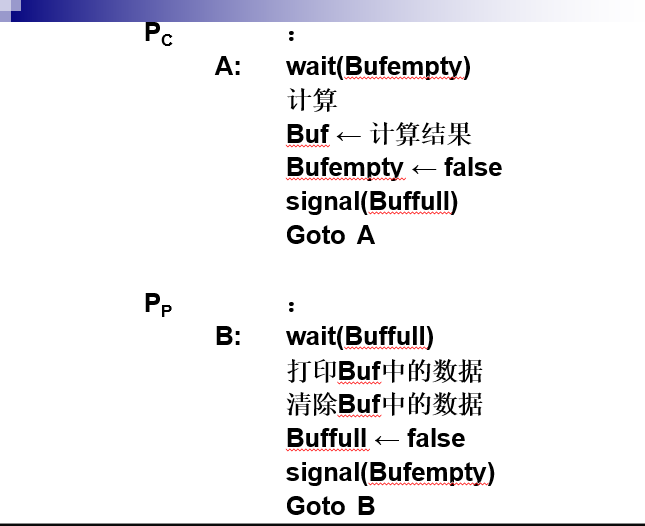 PC :
A: wait(Bufempty)
计算
Buf ← 计算结果
Bufempty ← false
signal(Buffull)
Goto A
PP :
B: wait(Buffull)
打印Buf中的数据
清除Buf中的数据
Buffull ← false
signal(Bufempty)
Goto B